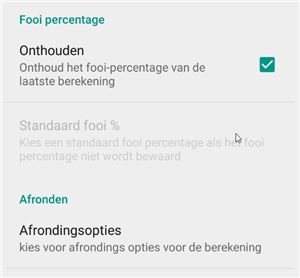 Fooi percentage
Onthouden
Onthoud het fooi-percentage van de
laatste berekening
Standaard fooi %
Kies een standaard fooi percentage als het fooi
percentage niet wordt bewaard
Afronden
Afrondingsopties
kies voor afrondings opties voor de berekening